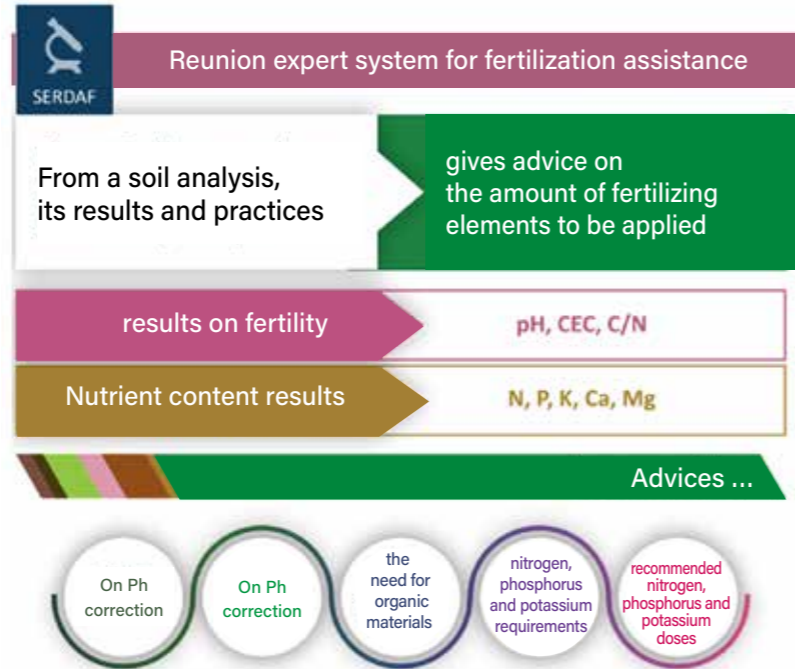 Reunion expert system for fertilization assistance
SERDAF
From a soil analysis,
its results and practices
gives advice on
the amount of fertilizing
elements to be applied
results on fertility
pH, CEC, C/N
Nutrient content results
N, P, K, Ca, Mg
Advices ...
On Ph
correction
On Ph
correction
the
need for
organic
materials
nitrogen,
phosphorus
and potassium
requirements
recommended
nitrogen,
phosphorus and
potassium
doses